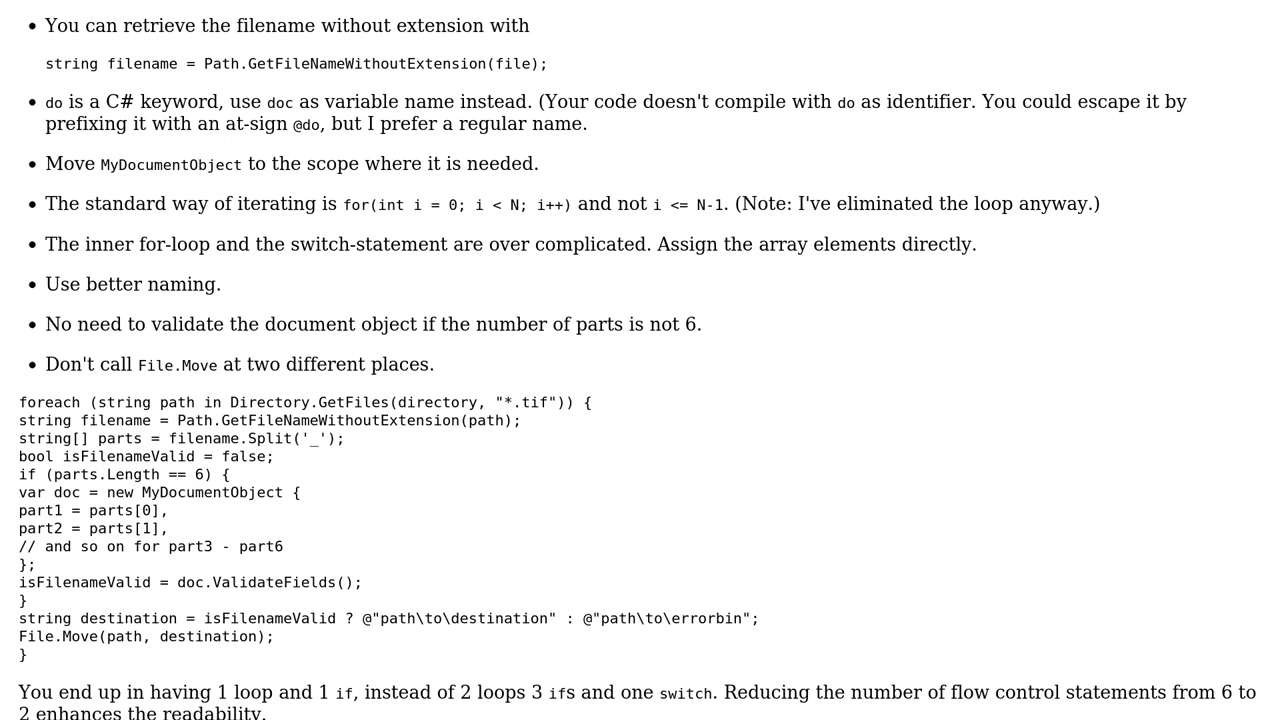 You can retrieve the filename without extension with
string filename = Path.GetFileNameWithoutExtension(file);
do is a C# keyword, use doc as variable name instead. (Your code doesn't compile with do as identifier. You could escape it by
prefixing it with an at-sign @do, but I prefer a regular name.
Move MyDocumentObject to the scope where it is needed.
The standard way of iterating is for(int i = 0; i < N; i++) and not i <= N-1. (Note: I've eliminated the loop anyway.)
The inner for-loop and the switch-statement are over complicated. Assign the array elements directly.
Use better naming.
No need to validate the document object if the number of parts is not 6.
Don't call File.Move at two different places.
foreach (string path in Directory.GetFiles(directory, "*.tif")) {
string filename = Path.GetFileNameWithoutExtension(path);
string[] parts = filename.Split('_');
bool isFilenameValid = false;
if (parts.Length == 6) {
var doc = new MyDocumentObject {
part1 = parts[0],
part2 = parts[1],
// and so on for part3 - part6
};
isFilenameValid = doc.ValidateFields();
}
string destination = isFilenameValid ? @"path\to\destination" : @"path\to\errorbin";
File.Move(path, destination);
}
You end up in having 1 loop and 1 if, instead of 2 loops 3 ifs and one switch. Reducing the number of flow control statements from 6 to
2 enhances the readability.